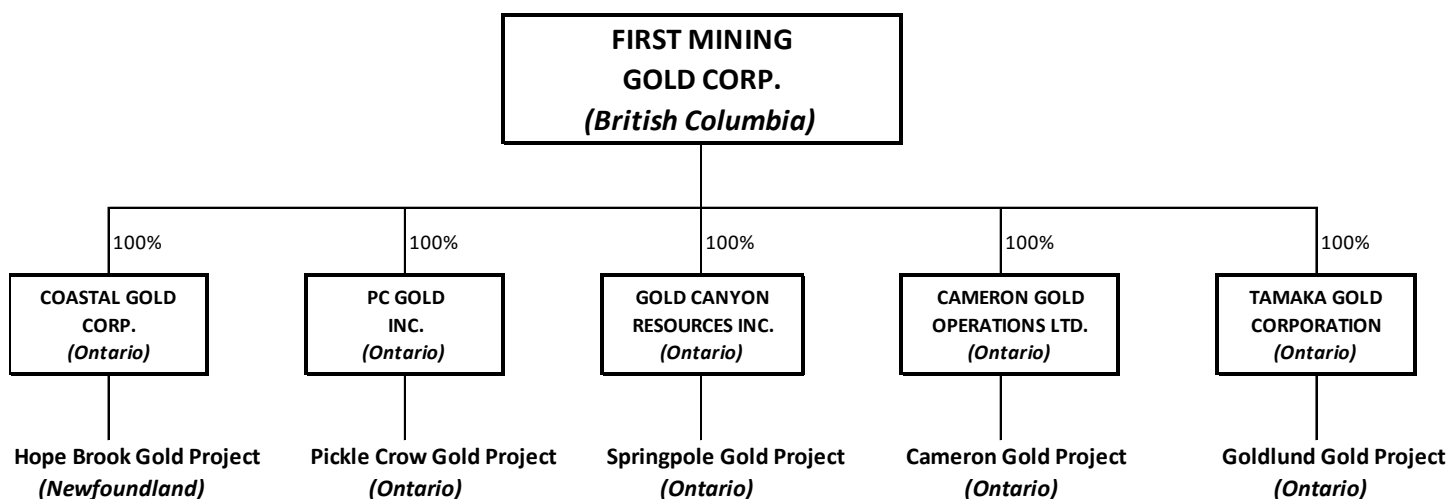 FIRST MINING
GOLD CORP.
(British Columbia)
100%
100%
100%
100%
100%
COASTAL GOLD
CORP.
(Ontario)
PC GOLD
INC.
(Ontario)
GOLD CANYON
RESOURCES INC.
(Ontario)
CAMERON GOLD
OPERATIONS LTD.
(Ontario)
TAMAKA GOLD
CORPORATION
(Ontario)
Hope Brook Gold Project
(Newfoundland)
Pickle Crow Gold Project
(Ontario)
Springpole Gold Project
(Ontario)
Cameron Gold Project
(Ontario)
Goldlund Gold Project
(Ontario)